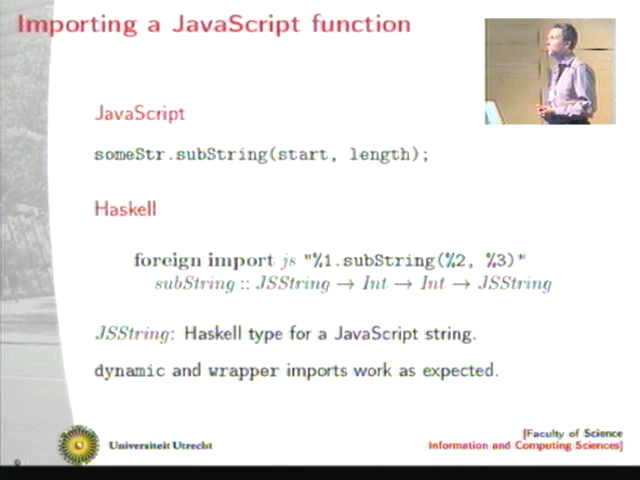 Importing a JavaScript function
JavaScript
someStr.subString(start, length);
Haskell
foreign import js "%1.subString(%2, %3)"
subString :: JSString → Int → Int → JSString
JSString: Haskell type for a JavaScript string.
dynamic and wrapper imports work as expected.
Universiteit Utrecht
[Faculty of Science
Information and Computing Sciences]